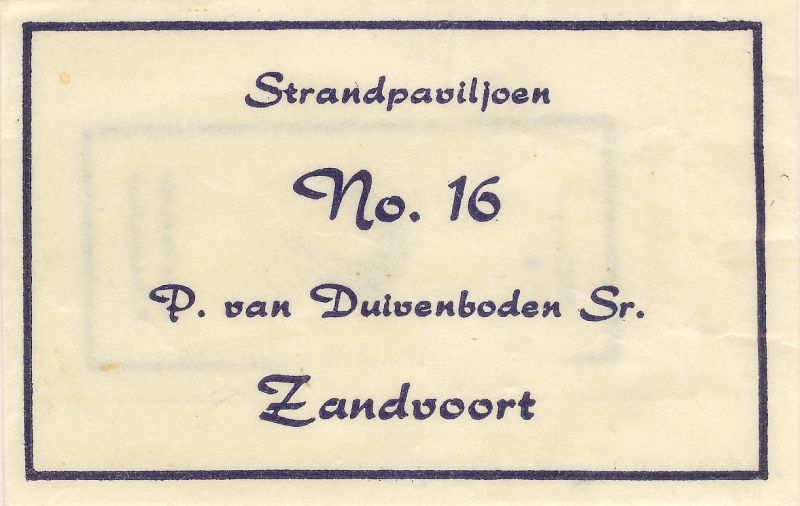 Strandpaviljoen
No. 16
P. van Duivenboden Sr.
Zandvoort